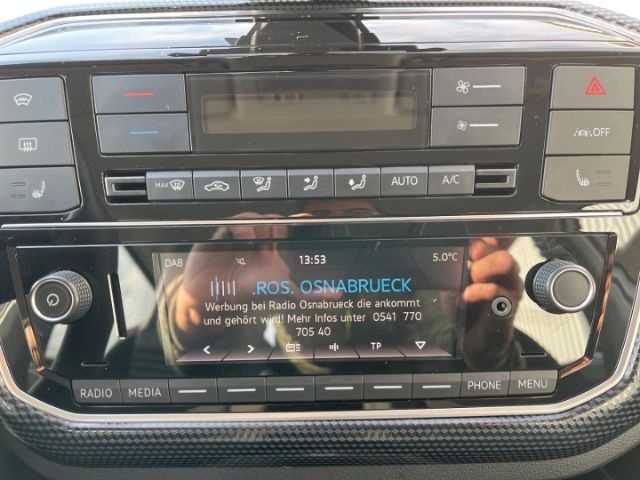 OFF
MAX
AUTO
A/C
DAB 13:53 5.0°C
.ROS. OSNABRUECK
Werbung bei Radio Osnabrueck die ankommt
und gehört wird! Mehr Infos unter 0541 770
705 40
TP
RADIO MEDIA PHONE MENU